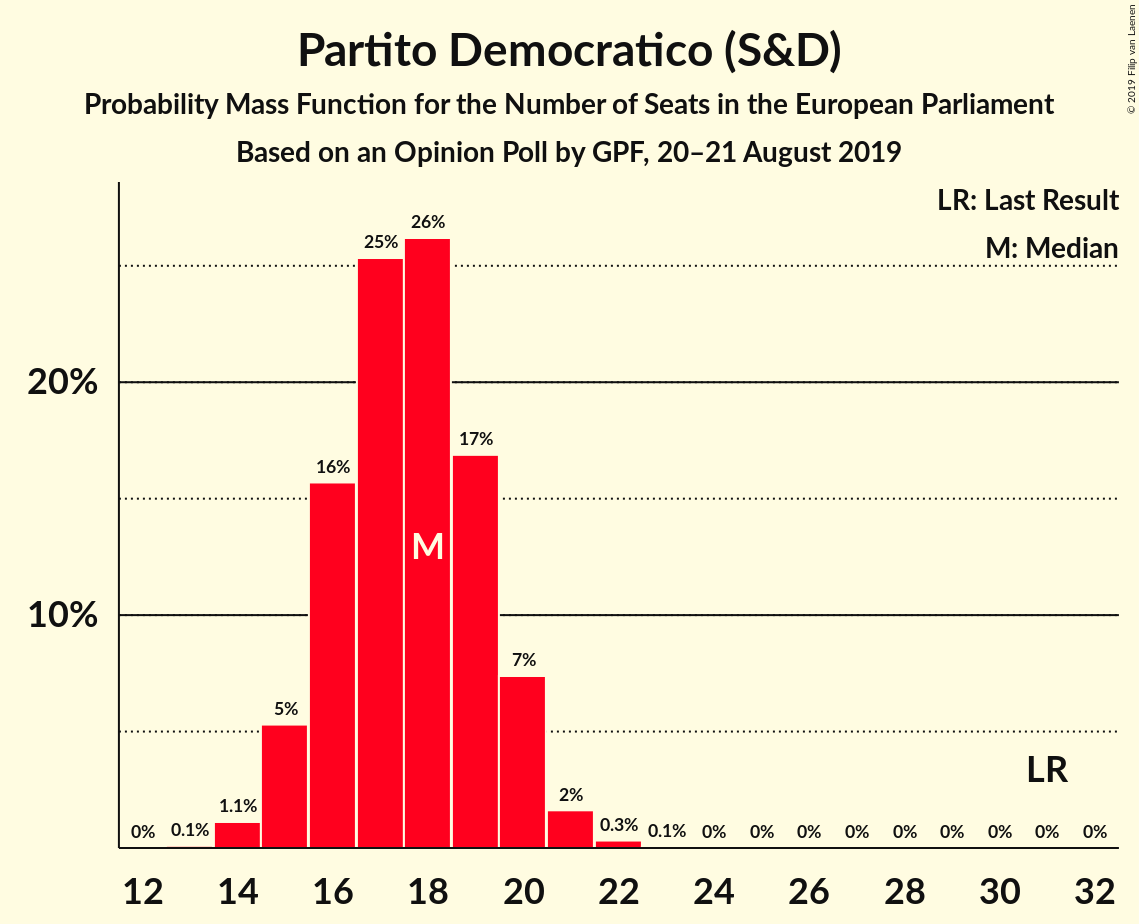 Partito Democratico (S&D)
Probability Mass Function for the Number of Seats in the European Parliament
Based on an Opinion Poll by GPF, 20–21 August 2019
© 2019 Filip van Laenen
LR: Last Result
M: Median
26%
25%
20%
17%
16%
M
10%
7%
5%
LR
1.1%
2%
0% 0.1% 0.3% 0.1% 0% 0% 0% 0% 0% 0% 0% 0% 0%
12 14 16 18 20 22 24 26 28 30 32